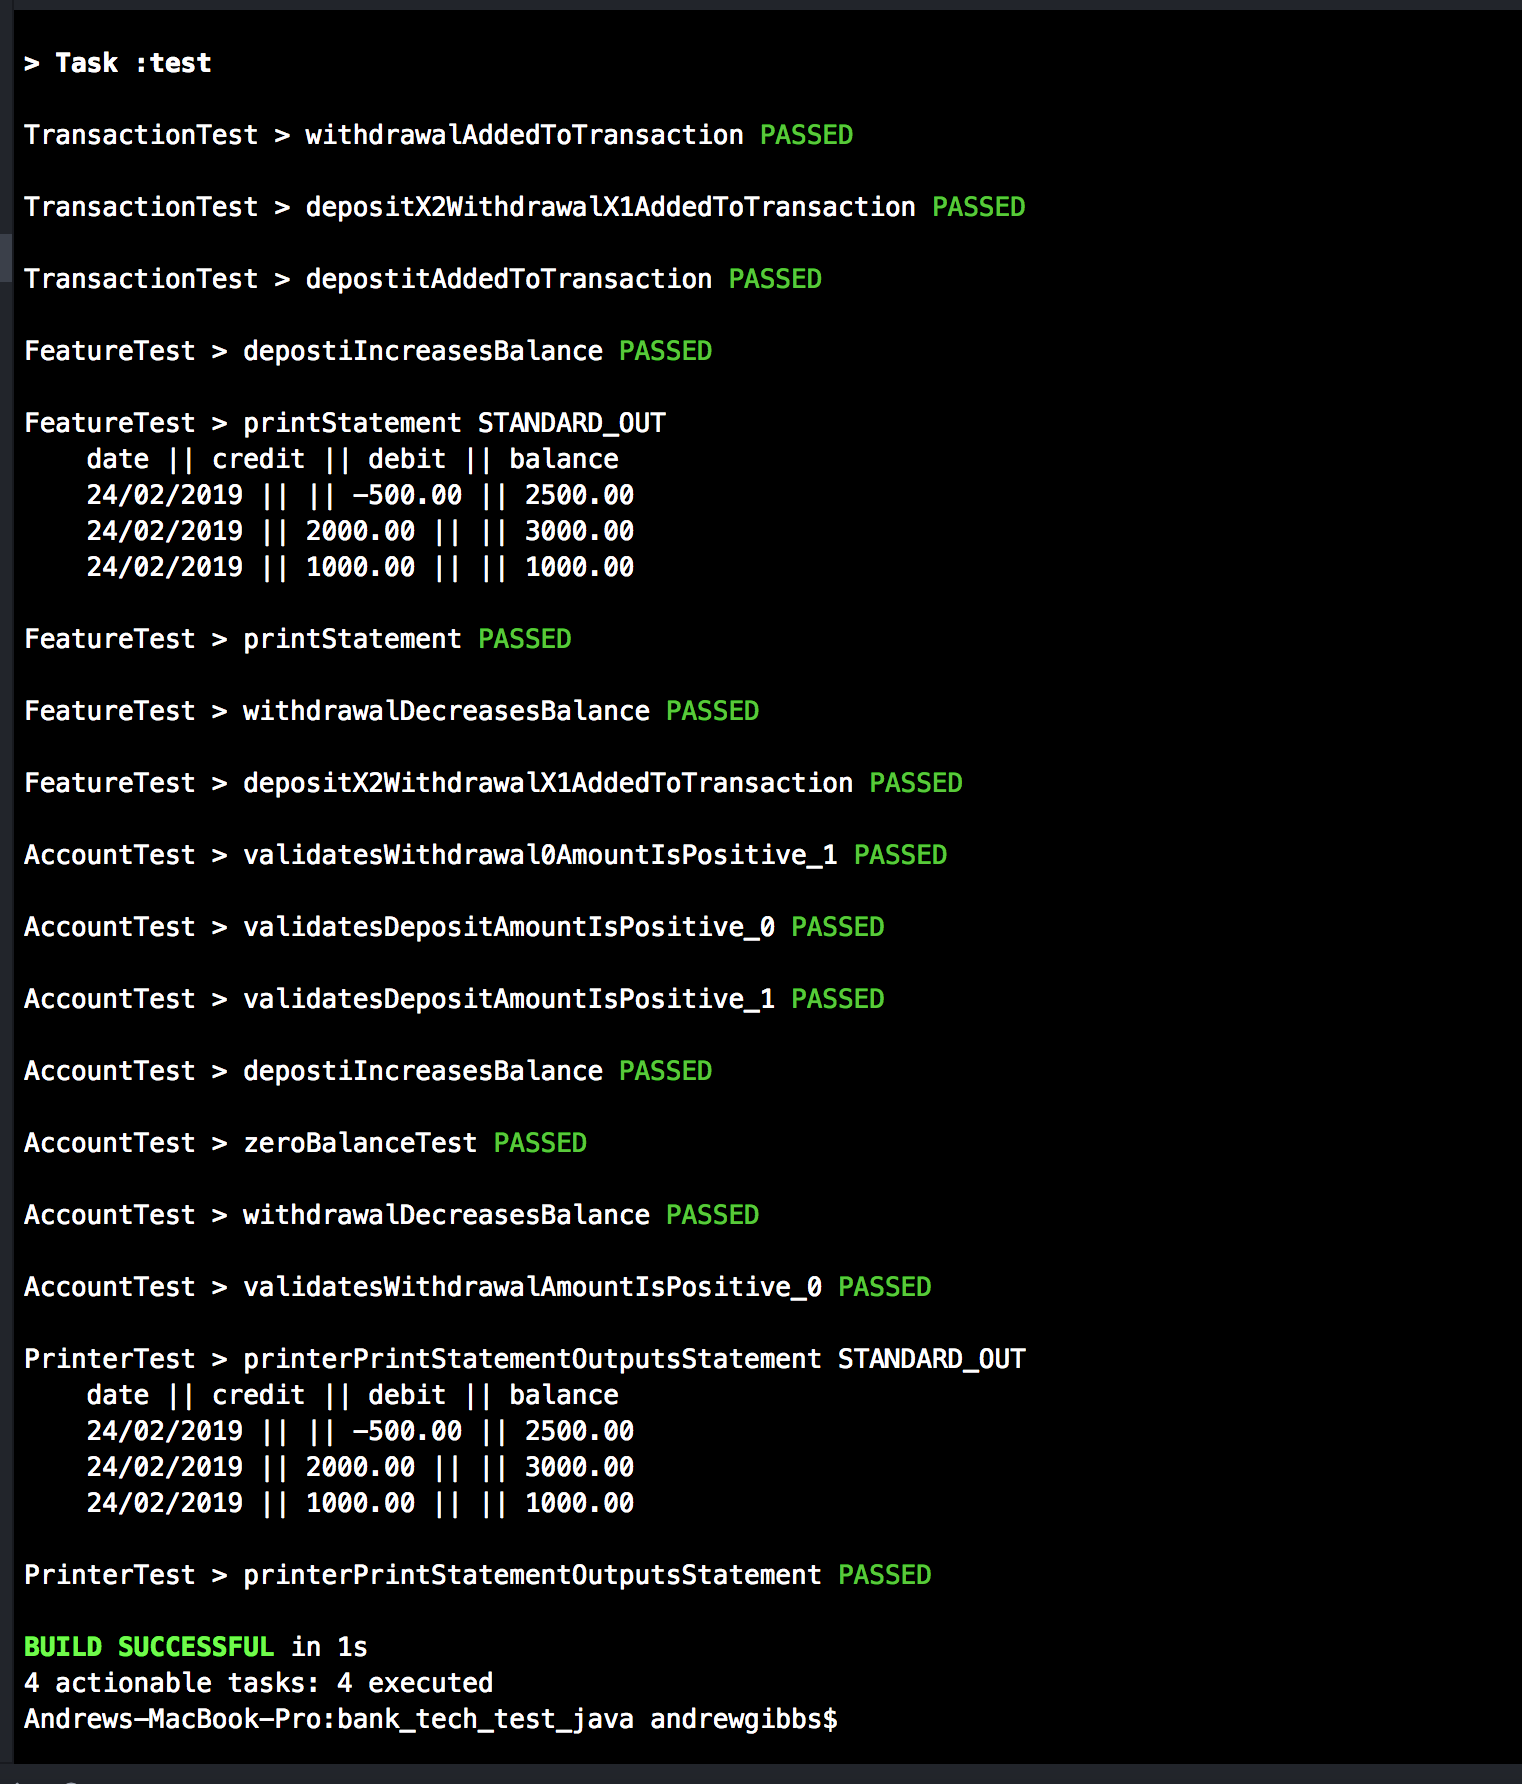 > Task :test
TransactionTest > withdrawalAddedToTransaction PASSED
TransactionTest > depositX2WithdrawalX1AddedToTransaction PASSED
TransactionTest > depostitAddedToTransaction PASSED
FeatureTest > depostiIncreasesBalance PASSED
FeatureTest > printStatement STANDARD_OUT
date || credit || debit || balance
24/02/2019 || || -500.00 || 2500.00
24/02/2019 || 2000.00 || || 3000.00
24/02/2019 || 1000.00 || || 1000.00
FeatureTest > printStatement PASSED
FeatureTest > withdrawalDecreasesBalance PASSED
FeatureTest > depositX2WithdrawalX1AddedToTransaction PASSED
AccountTest > validatesWithdrawal0AmountIsPositive_1 PASSED
AccountTest > validatesDepositAmountIsPositive_0 PASSED
AccountTest > validatesDepositAmountIsPositive_1 PASSED
AccountTest > depostiIncreasesBalance PASSED
AccountTest > zeroBalanceTest PASSED
AccountTest > withdrawalDecreasesBalance PASSED
AccountTest > validatesWithdrawalAmountIsPositive_0 PASSED
PrinterTest > printerPrintStatementOutputsStatement STANDARD_OUT
date || credit || debit || balance
24/02/2019 || || -500.00 || 2500.00
24/02/2019 || 2000.00 || || 3000.00
24/02/2019 || 1000.00 || || 1000.00
PrinterTest > printerPrintStatementOutputsStatement PASSED
BUILD SUCCESSFUL in 1s
4 actionable tasks: 4 executed
Andrews-MacBook-Pro:bank_tech_test_java andrewgibbs$